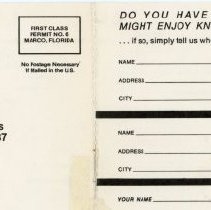 FIRST CLASS
PERMIT NO. 6
MARCO, FLORIDA
No Postage Necessary
If Mailed in the U.S.
s
37
DO YOU HAVE
MIGHT ENJOY KN
. . . if so, simply tell us wh
NAME
ADDRESS
CITY
NAME
ADDRESS
CITY
YOUR NAME